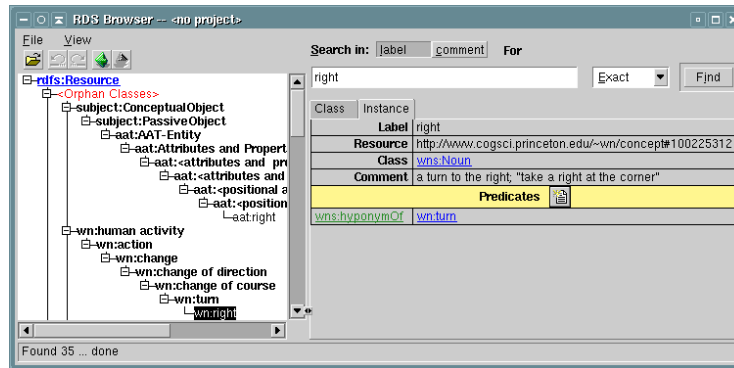 RDS Browser -- <no project>
File View
Search in: label comment For
right Exact Find
rdfs:Resource
<Orphan Classes>
subject:ConceptualObject
subject:PassiveObject
aat:AAT-Entity
aat:Attributes and Propert
aat:<attributes and pro
aat:<attributes and
aat:<positional a
aat:<position
aat:right
wn:human activity
wn:action
wn:change
wn:change of direction
wn:change of course
wn:turn
wn:right
Class Instance
Label right
Resource http://www.cogsci.princeton.edu/~wn/concept#100225312
Class wns:Noun
Comment a turn to the right; "take a right at the corner"
Predicates
wns:hyponymOf wn:turn
Found 35 ... done